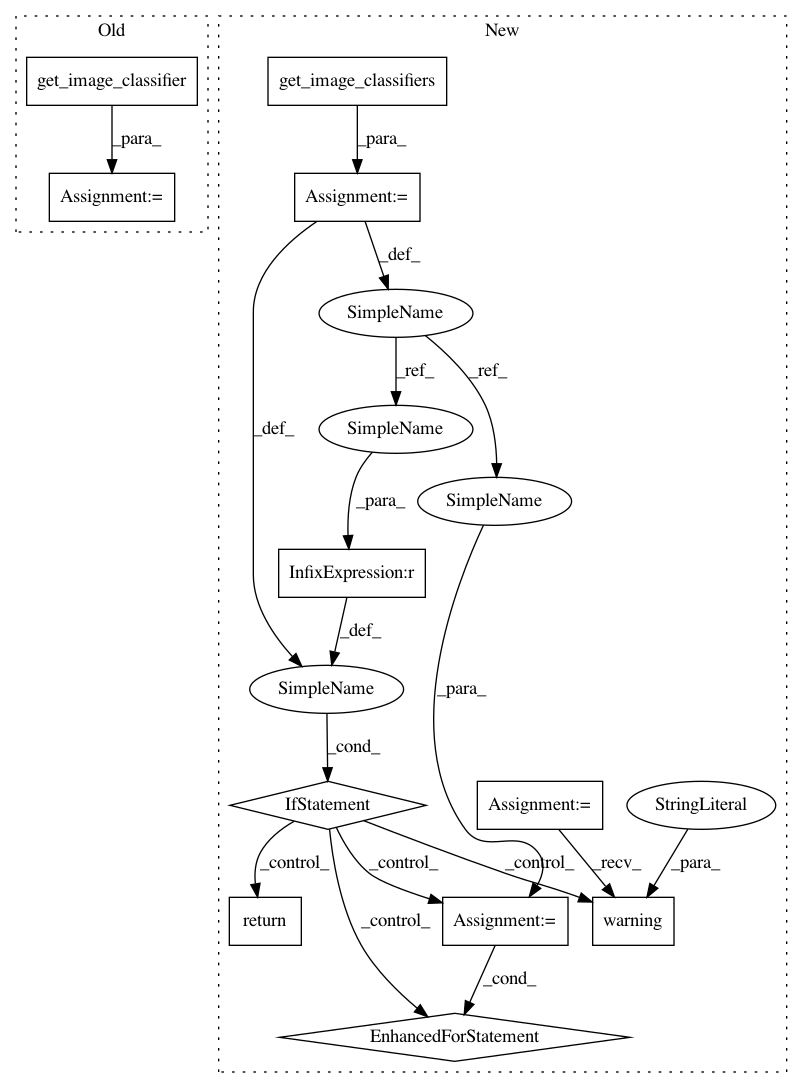 Old
New
get_image_classifier
get_image_classifiers
_para_
_para_
Assignment:=
Assignment:=
_def_
SimpleName
_ref_
_ref_
_def_
SimpleName
SimpleName
_para_
InfixExpression:r
_def_
_para_
SimpleName
_cond_
IfStatement
Assignment:=
StringLiteral
_control_
_control_
_control_
_recv_
_para_
return
_control_
Assignment:=
warning
_cond_
EnhancedForStatement